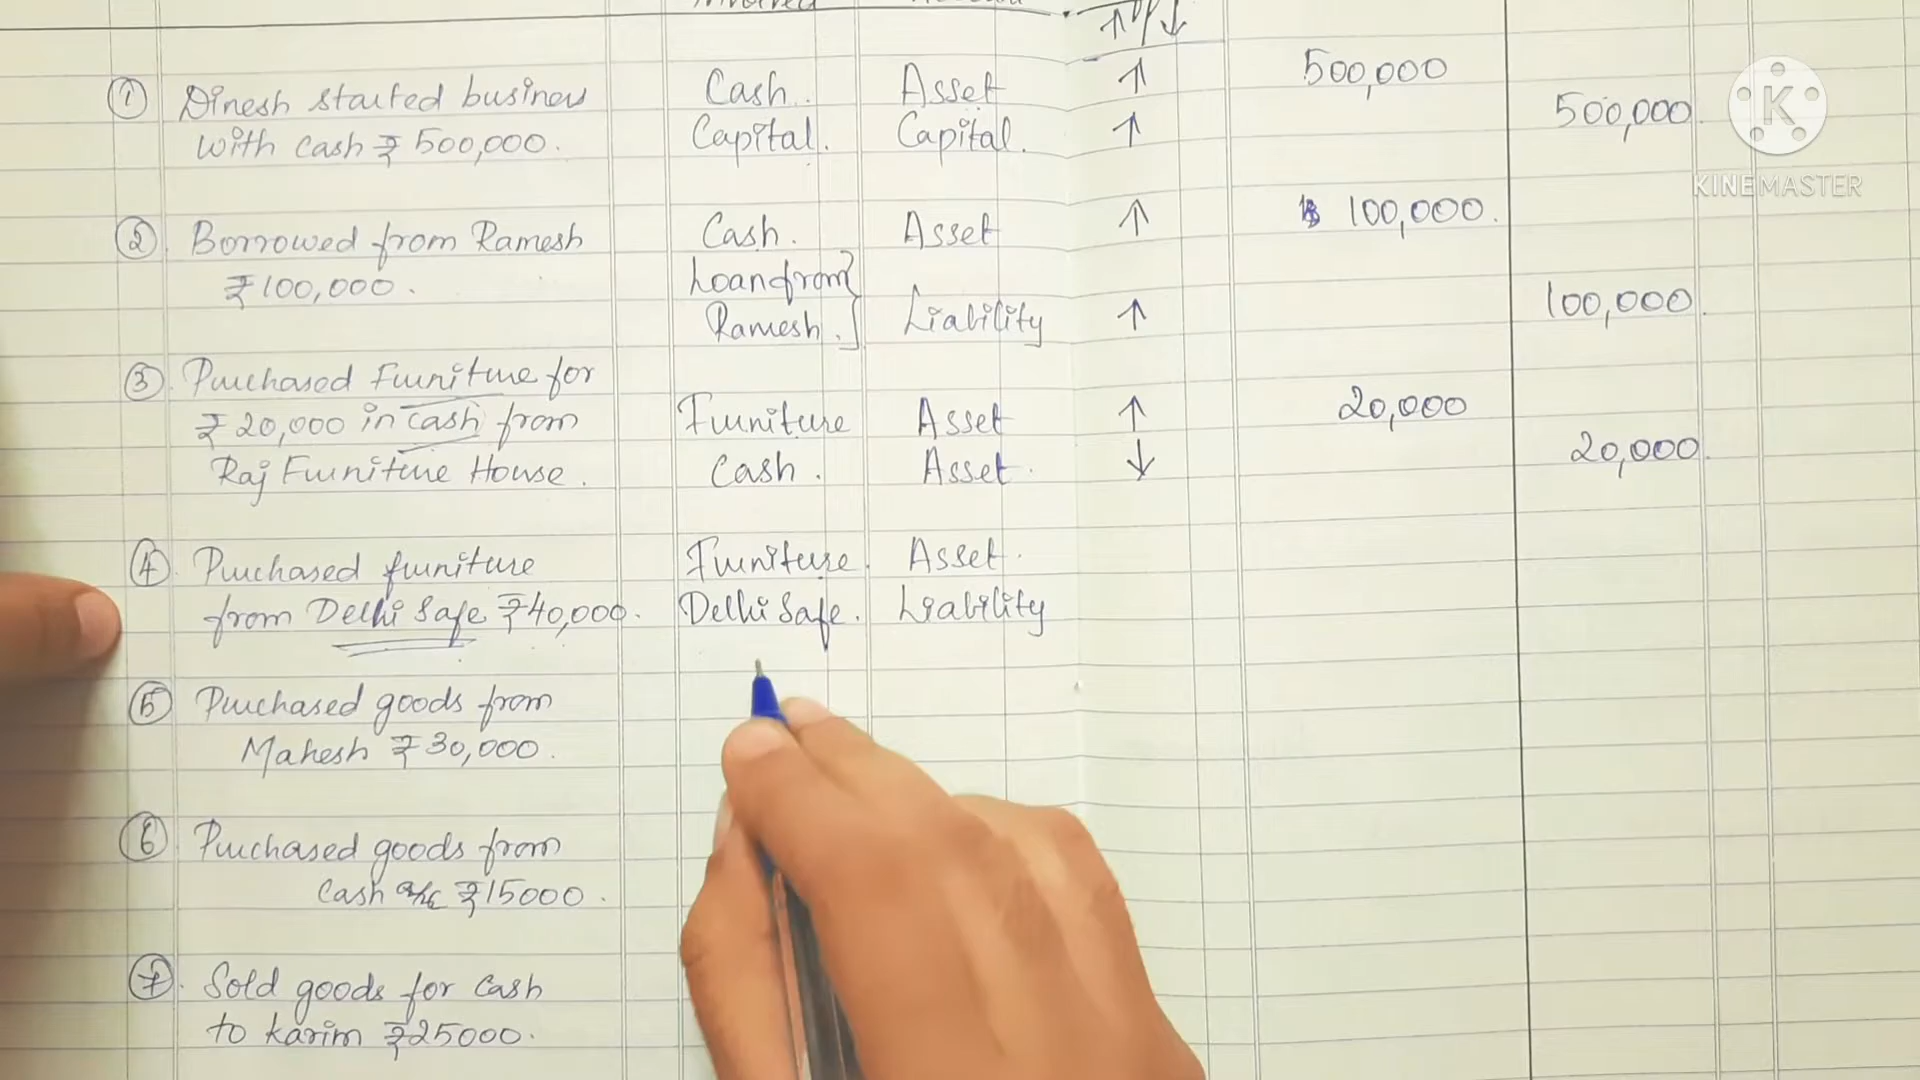 ↑ / ↓
① Dinesh started business Cash. Asset ↑ 500,000
with cash ₹ 500,000. Capital. Capital. ↑ 500,000.
② Borrowed from Ramesh Cash. Asset ↑ 100,000.
₹100,000. Loan from
Ramesh. Liability ↑ 100,000.
③ Purchased Furniture for
₹ 20,000 in cash from Furniture Asset ↑ 20,000
Raj Furniture House. Cash. Asset. ↓ 20,000.
④ Purchased furniture Furniture. Asset.
from Delhi Safe ₹40,000. Delhi Safe. Liability
⑤ Purchased goods from
Mahesh ₹30,000.
⑥ Purchased goods from
Cash a/c ₹15000.
⑦. Sold goods for cash
to Karim ₹25000.
K
KINEMASTER